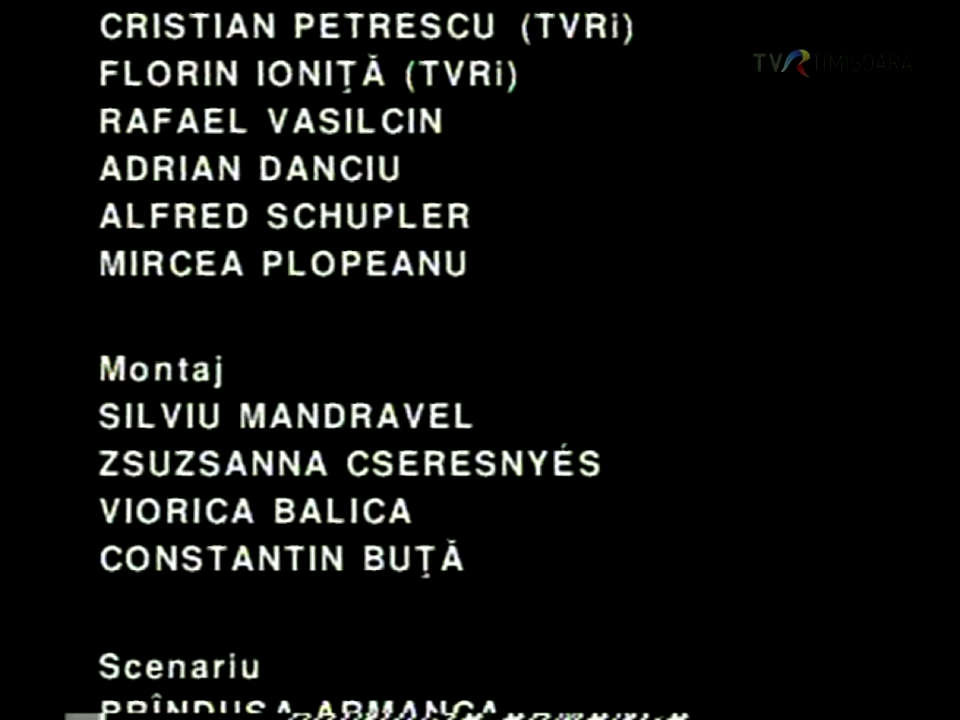 CRISTIAN PETRESCU (TVRi)
TVR TIMISOARA
FLORIN IONIȚĂ (TVRi)
RAFAEL VASILCIN
ADRIAN DANCIU
ALFRED SCHUPLER
MIRCEA PLOPEANU
Montaj
SILVIU MANDRAVEL
ZSUZSANNA CSERESNYÉS
VIORICA BALICA
CONSTANTIN BUȚĂ
Scenariu